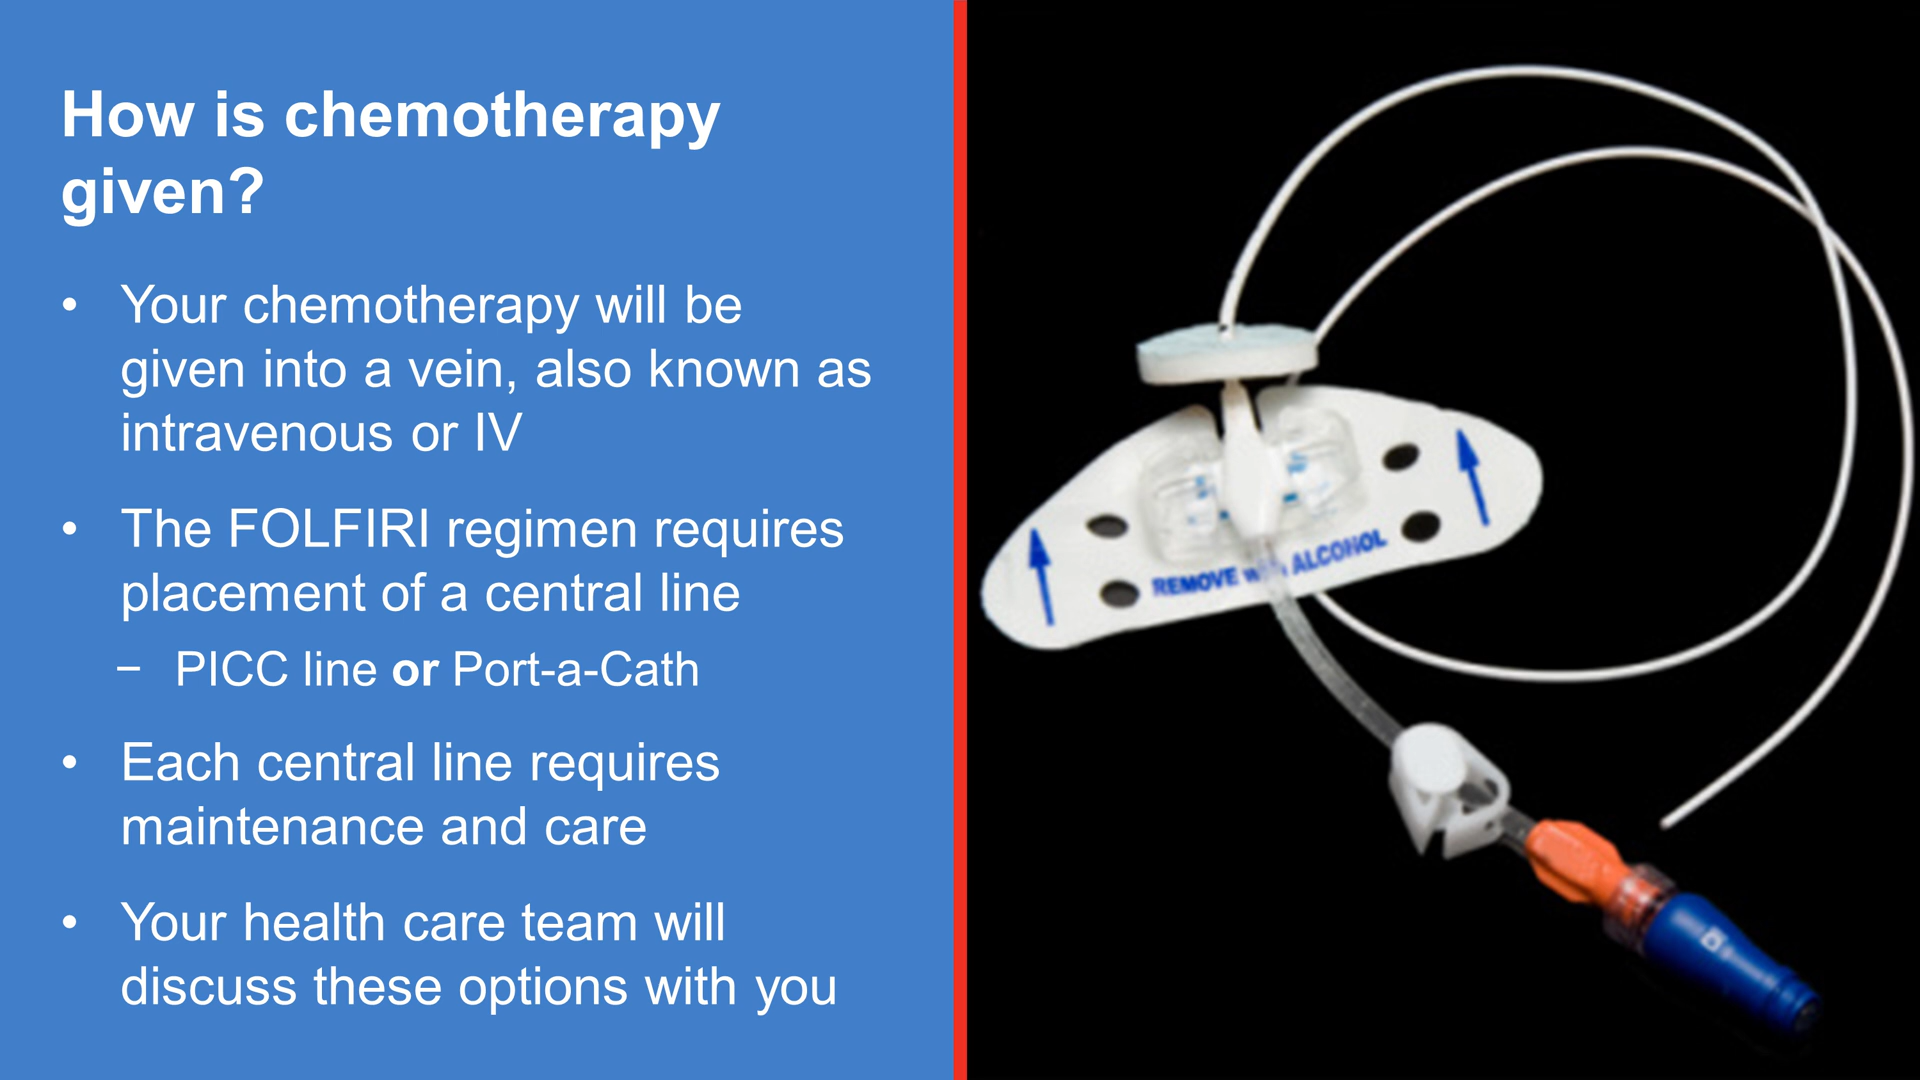 How is chemotherapy
given?
• Your chemotherapy will be
given into a vein, also known as
intravenous or IV
• The FOLFIRI regimen requires
placement of a central line
− PICC line or Port-a-Cath
• Each central line requires
maintenance and care
• Your health care team will
discuss these options with you
REMOVE ALCOHOL